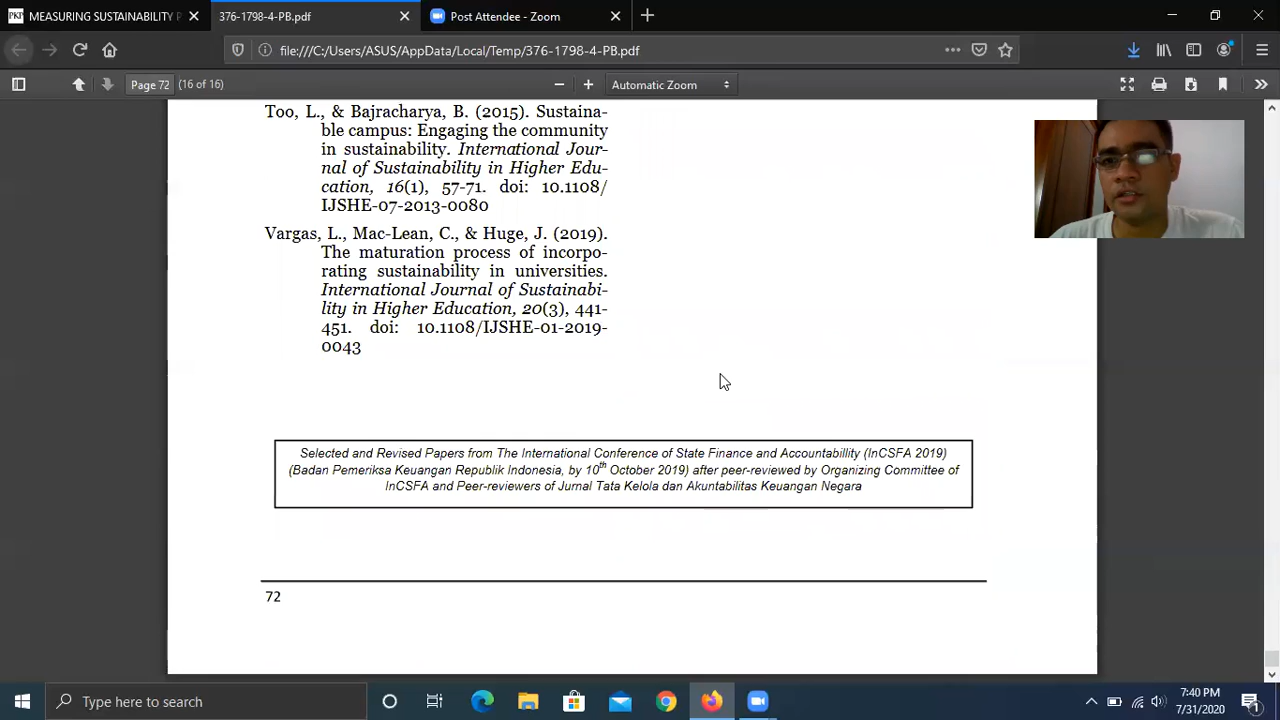 MEASURING SUSTAINABILITY P
376-1798-4-PB.pdf
Post Attendee - Zoom
file:///C:/Users/ASUS/AppData/Local/Temp/376-1798-4-PB.pdf
Page 72
(16 of 16)
Automatic Zoom
Too, L., & Bajracharya, B. (2015). Sustaina-
ble campus: Engaging the community
in sustainability. International Jour-
nal of Sustainability in Higher Edu-
cation, 16(1), 57-71. doi: 10.1108/
IJSHE-07-2013-0080
Vargas, L., Mac-Lean, C., & Huge, J. (2019).
The maturation process of incorpo-
rating sustainability in universities.
International Journal of Sustainabi-
lity in Higher Education, 20(3), 441-
451. doi: 10.1108/IJSHE-01-2019-
0043
Selected and Revised Papers from The International Conference of State Finance and Accountability (InCSFA 2019)
(Badan Pemeriksa Keuangan Republik Indonesia, by 10th October 2019) after peer-reviewed by Organizing Committee of
InCSFA and Peer-reviewers of Jurnal Tata Kelola dan Akuntabilitas Keuangan Negara
72
Type here to search
7:40 PM
7/31/2020
1